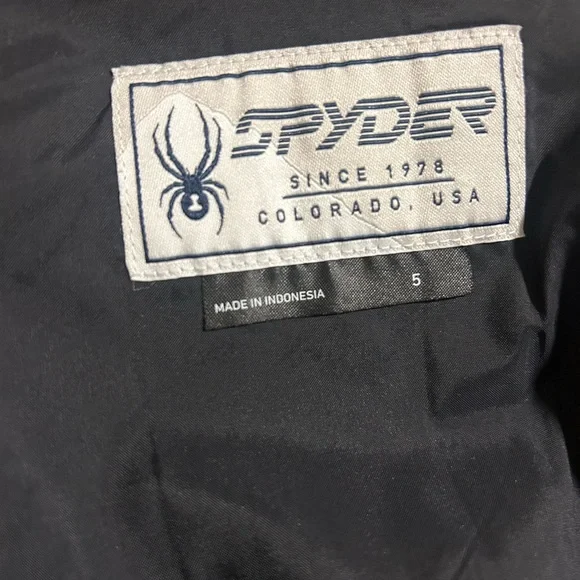 SPYDER
SINCE 1978
COLORADO, USA
MADE IN INDONESIA 5